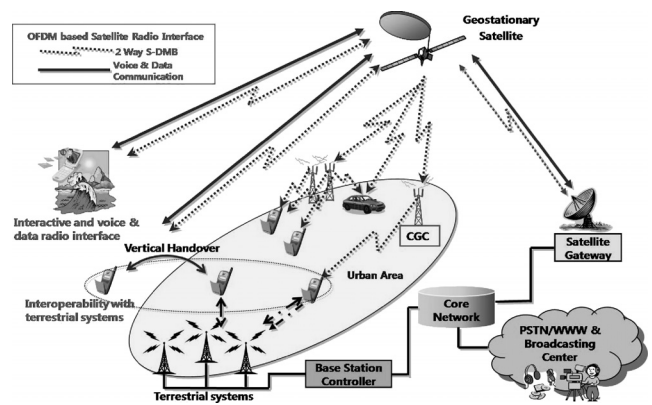 OFDM based Satellite Radio Interface
2 Way S-DMB
Voice & Data
Communication
Geostationary
Satellite
Interactive and voice &
data radio interface
Vertical Handover
CGC
Satellite
Gateway
Urban Area
Interoperability with
terrestrial systems
Core
Network
PSTN/WWW &
Broadcasting
Center
Base Station
Controller
Terrestrial systems